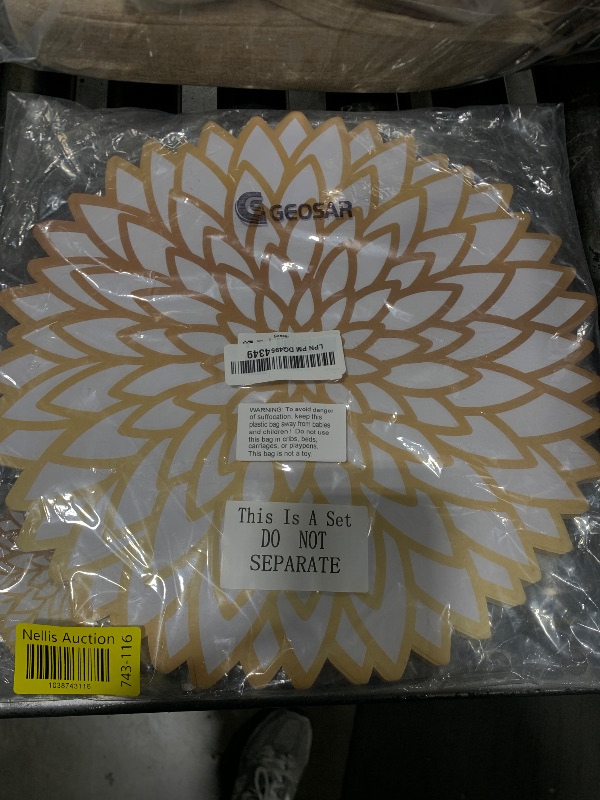 GEOSAR
LPN PM DQ4954349
WARNING: To avoid danger
of suffocation, keep this
plastic bag away from babies
and children! Do not use
this bag in cribs, beds,
carriages, or playpens.
This bag is not a toy.
This Is A Set
DO NOT
SEPARATE
Nellis Auction
1038743116
743-116